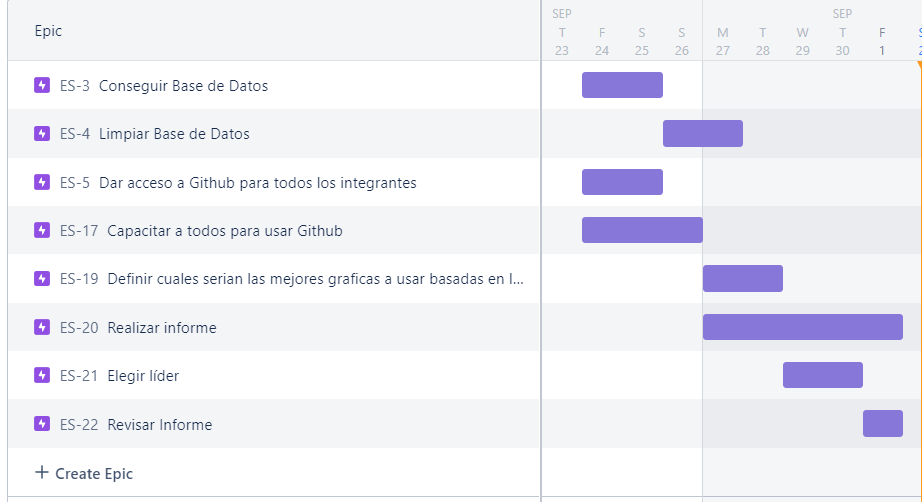 Epic
SEP SEP
T F S S M T W T F S
23 24 25 26 27 28 29 30 1 2
ES-3 Conseguir Base de Datos
ES-4 Limpiar Base de Datos
ES-5 Dar acceso a Github para todos los integrantes
ES-17 Capacitar a todos para usar Github
ES-19 Definir cuales serian las mejores graficas a usar basadas en l...
ES-20 Realizar informe
ES-21 Elegir líder
ES-22 Revisar Informe
+ Create Epic